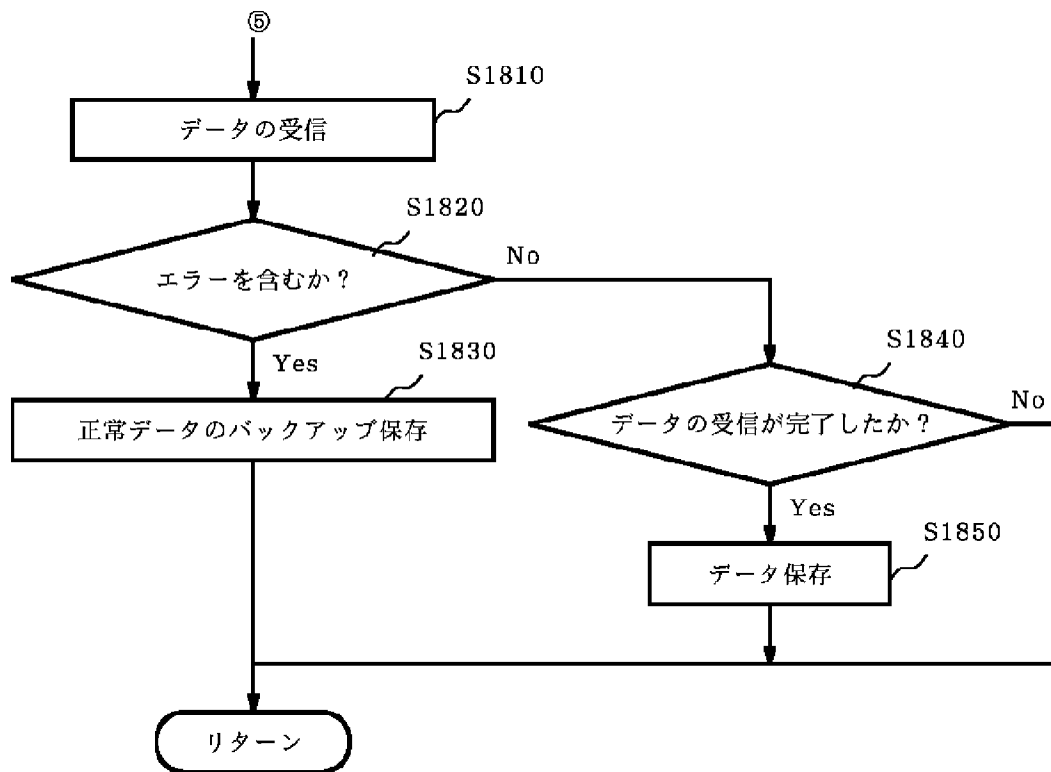 ⑤
S1810
データの受信
S1820
エラーを含むか?
No
Yes
S1830
正常データのバックアップ保存
S1840
データの受信が完了したか?
No
Yes
S1850
データ保存
リターン